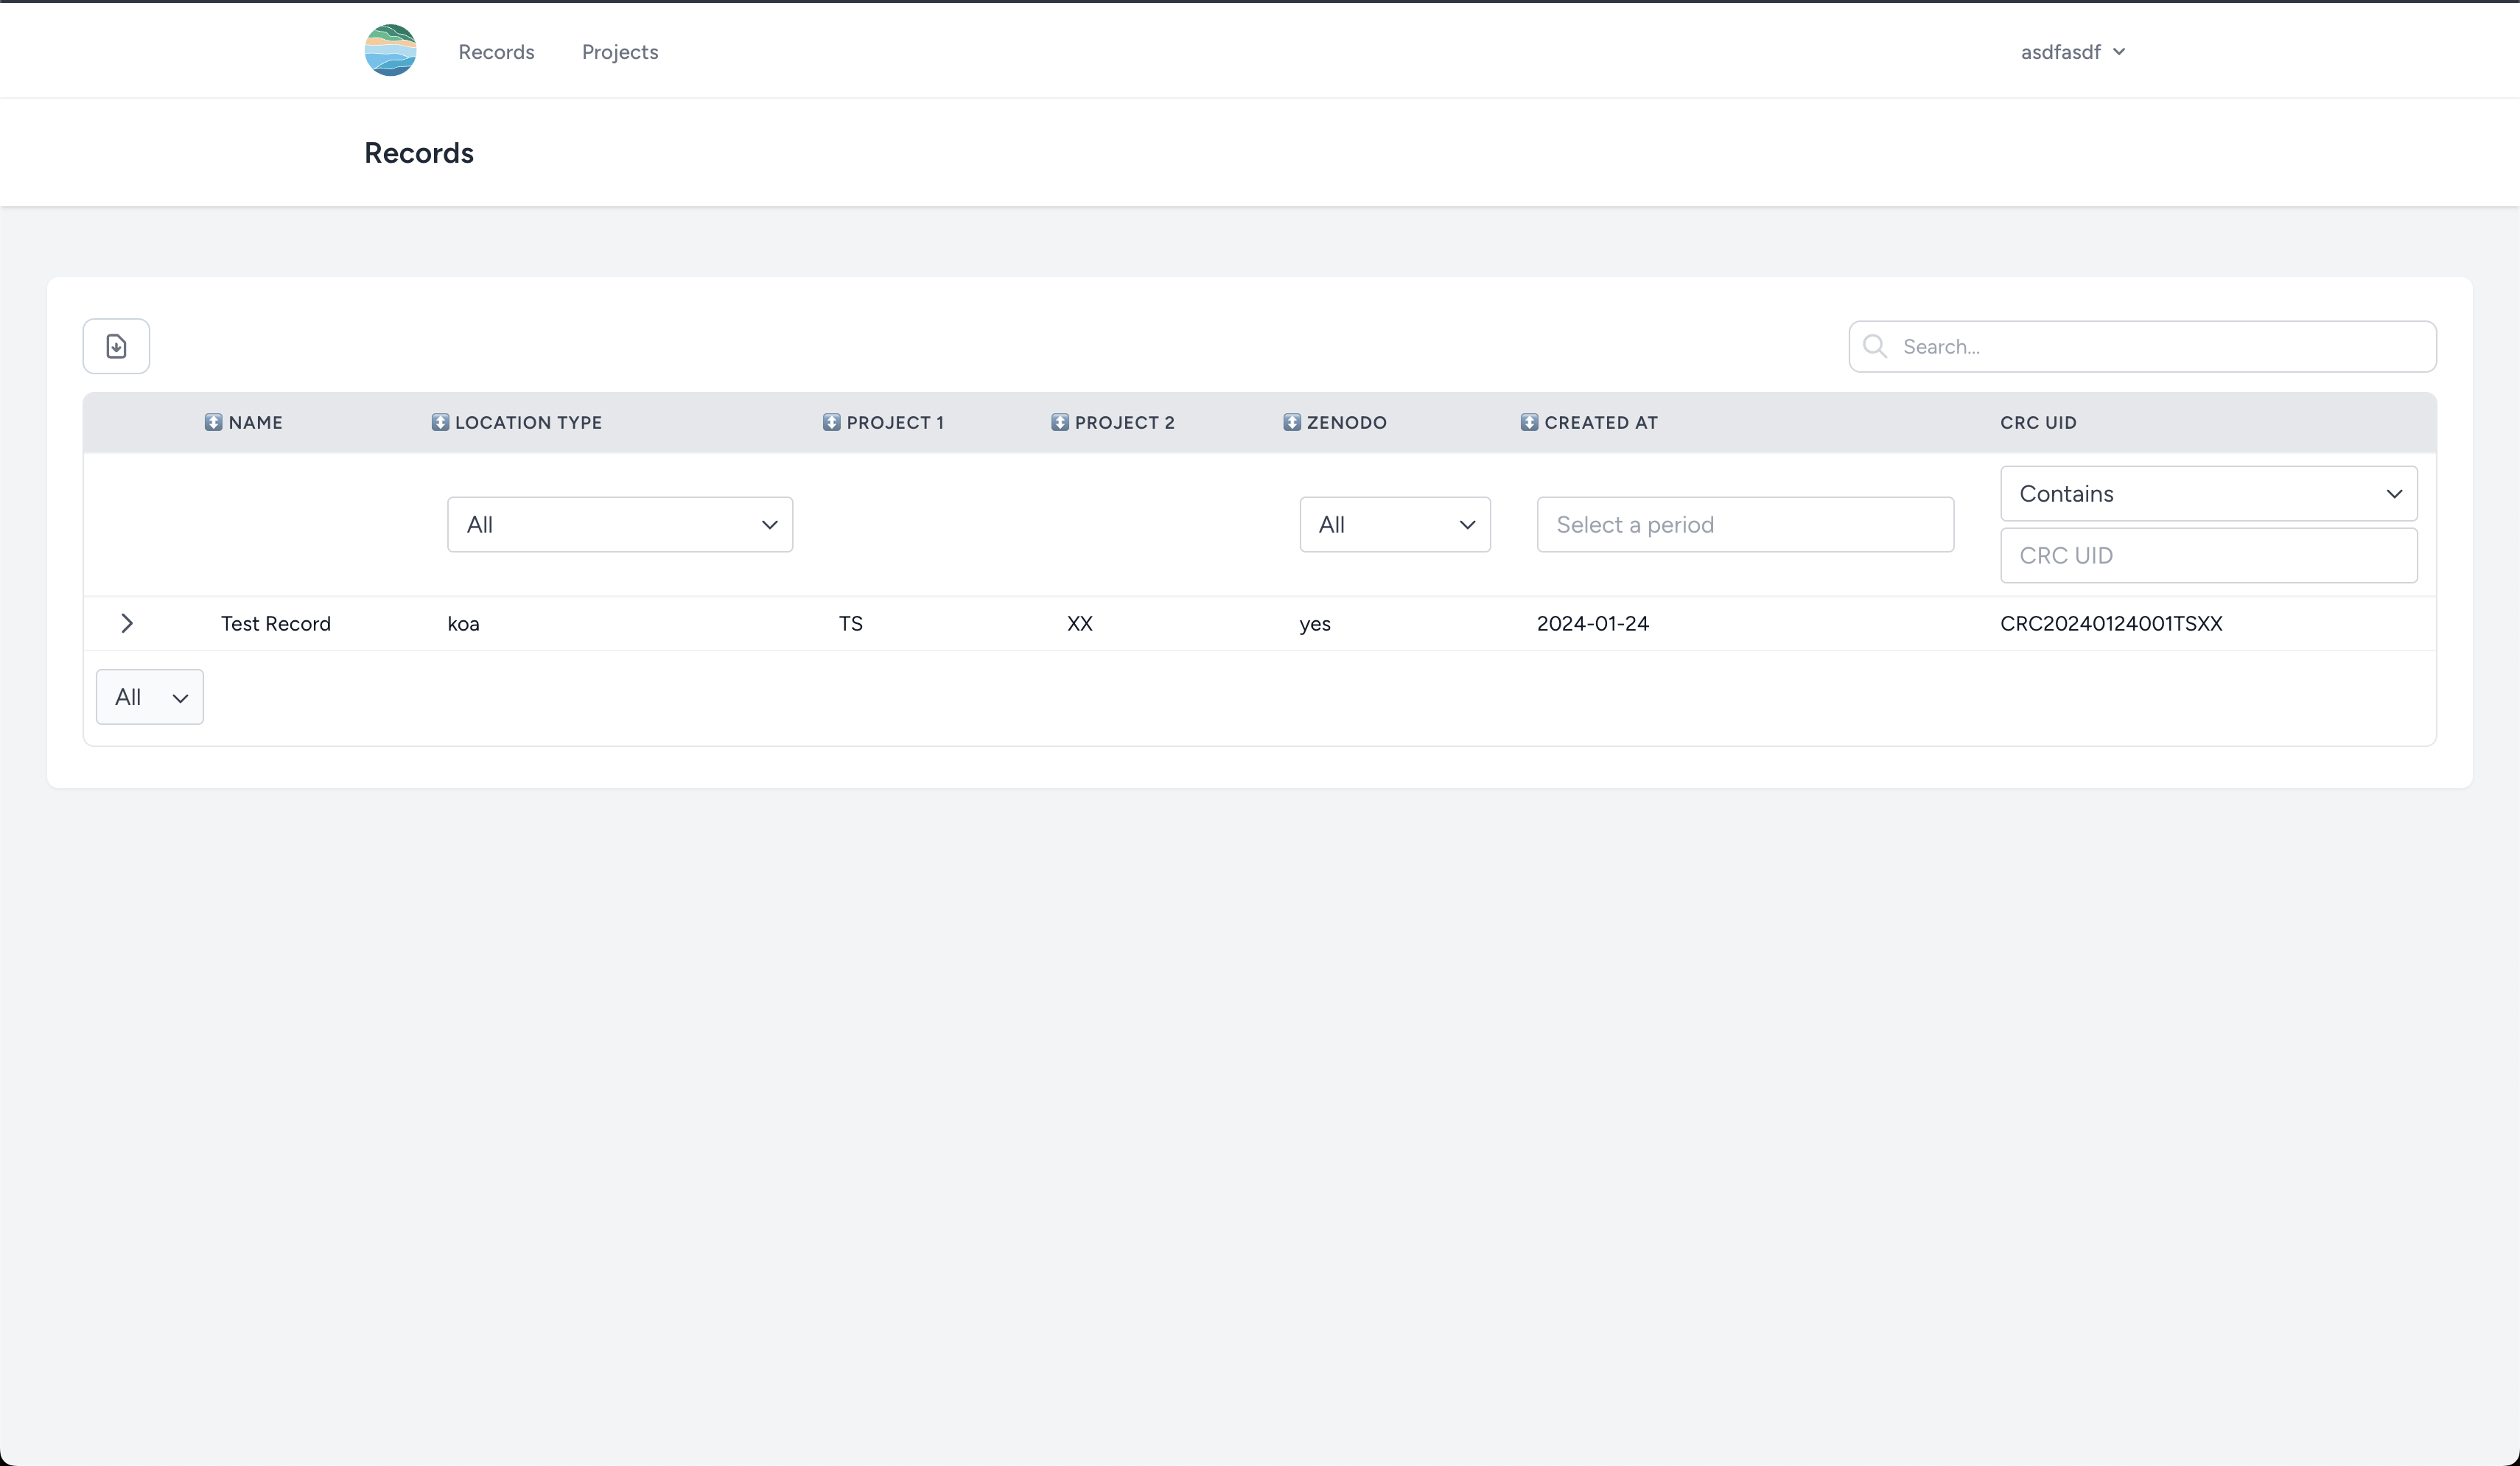 Records Projects asdfasdf
Records
Search...
NAME LOCATION TYPE PROJECT 1 PROJECT 2 ZENODO CREATED AT CRC UID
Contains
All All Select a period
CRC UID
Test Record koa TS XX yes 2024-01-24 CRC20240124001TSXX
All